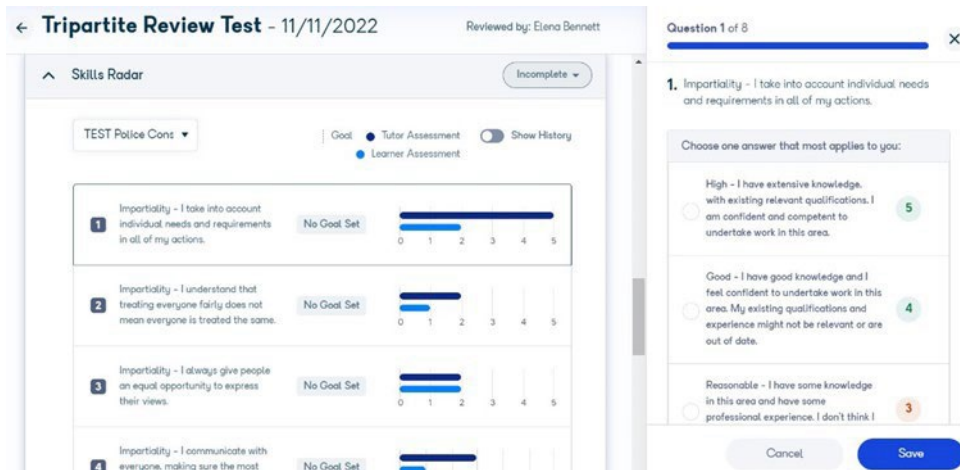 Tripartite Review Test - 11/11/2022
Reviewed by: Elena Bennett
Skills Radar
Incomplete
TEST Police Cons
Goal
Tutor Assessment
Show History
Learner Assessment
1
Impartiality - I take into account
individual needs and requirements
in all of my actions.
No Goal Set
0 1 2 3 4 5
2
Impartiality - I understand that
treating everyone fairly does not
mean everyone is treated the same.
No Goal Set
0 1 2 3 4 5
3
Impartiality - I always give people
an equal opportunity to express
their views.
No Goal Set
0 1 2 3 4 5
4
Impartiality - I communicate with
everyone, making sure the most
No Goal Set
Question 1 of 8
1. Impartiality - I take into account individual needs
and requirements in all of my actions.
Choose one answer that most applies to you:
High - I have extensive knowledge,
with existing relevant qualifications. I
am confident and competent to
undertake work in this area.
5
Good - I have good knowledge and I
feel confident to undertake work in this
area. My existing qualifications and
experience might not be relevant or are
out of date.
4
Reasonable - I have some knowledge
in this area and have some
professional experience. I don't think I
3
Cancel
Save